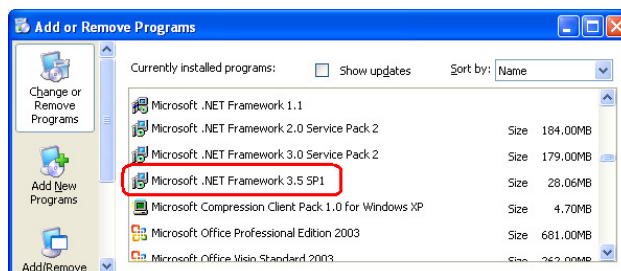 Add or Remove Programs
Change or
Remove
Programs
Add New
Programs
Add/Remove
Currently installed programs:
Show updates
Sort by: Name
Microsoft .NET Framework 1.1
Microsoft .NET Framework 2.0 Service Pack 2 Size 184.00MB
Microsoft .NET Framework 3.0 Service Pack 2 Size 179.00MB
Microsoft .NET Framework 3.5 SP1 Size 28.06MB
Microsoft Compression Client Pack 1.0 for Windows XP Size 4.70MB
Microsoft Office Professional Edition 2003 Size 681.00MB
Microsoft Office Visio Standard 2003 Size 262.00MB